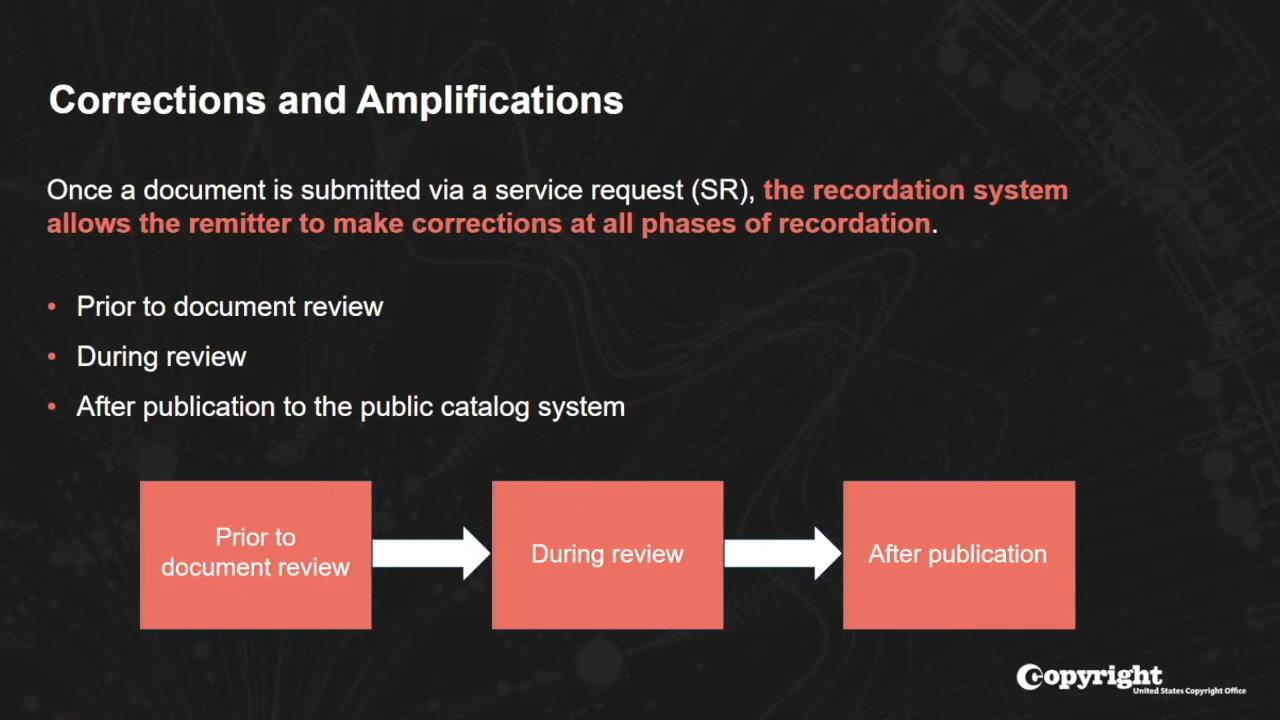 Corrections and Amplifications
Once a document is submitted via a service request (SR), the recordation system
allows the remitter to make corrections at all phases of recordation.
• Prior to document review
• During review
• After publication to the public catalog system
Prior to
document review
During review
After publication
Copyright
United States Copyright Office